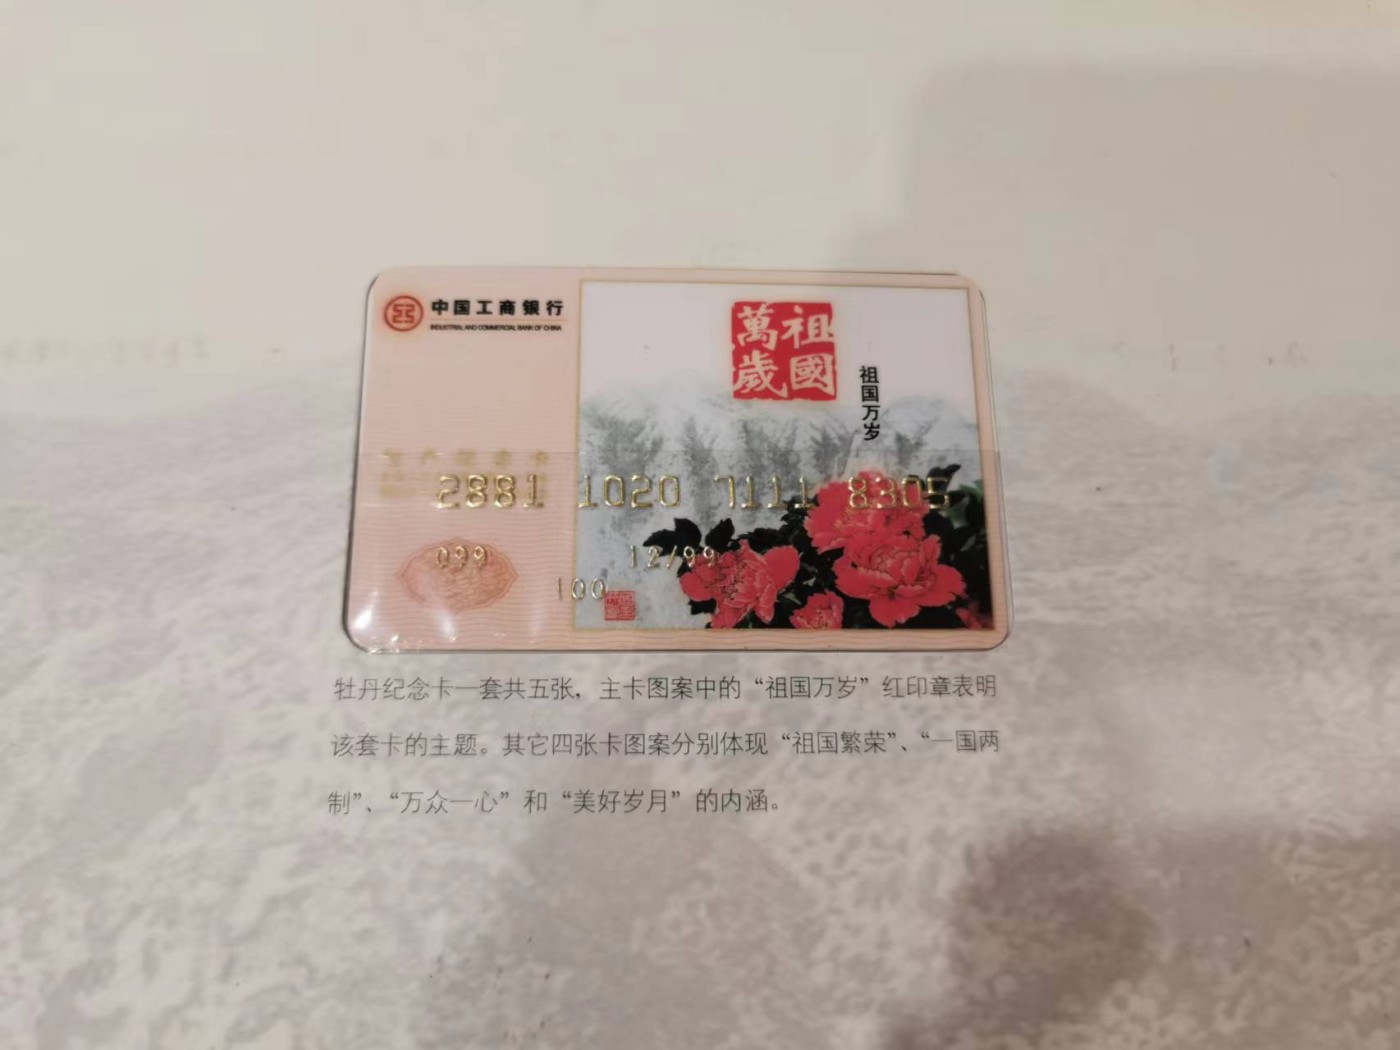 中国工商银行
INDUSTRIAL AND COMMERCIAL BANK OF CHINA
祖國
萬歲
祖国万岁
2881 1020 7111 8305
099 12/99
100
牡丹纪念卡一套共五张，主卡图案中的“祖国万岁”红印章表明
该套卡的主题。其它四张卡图案分别体现“祖国繁荣”、“一国两
制”、“万众一心”和“美好岁月”的内涵。